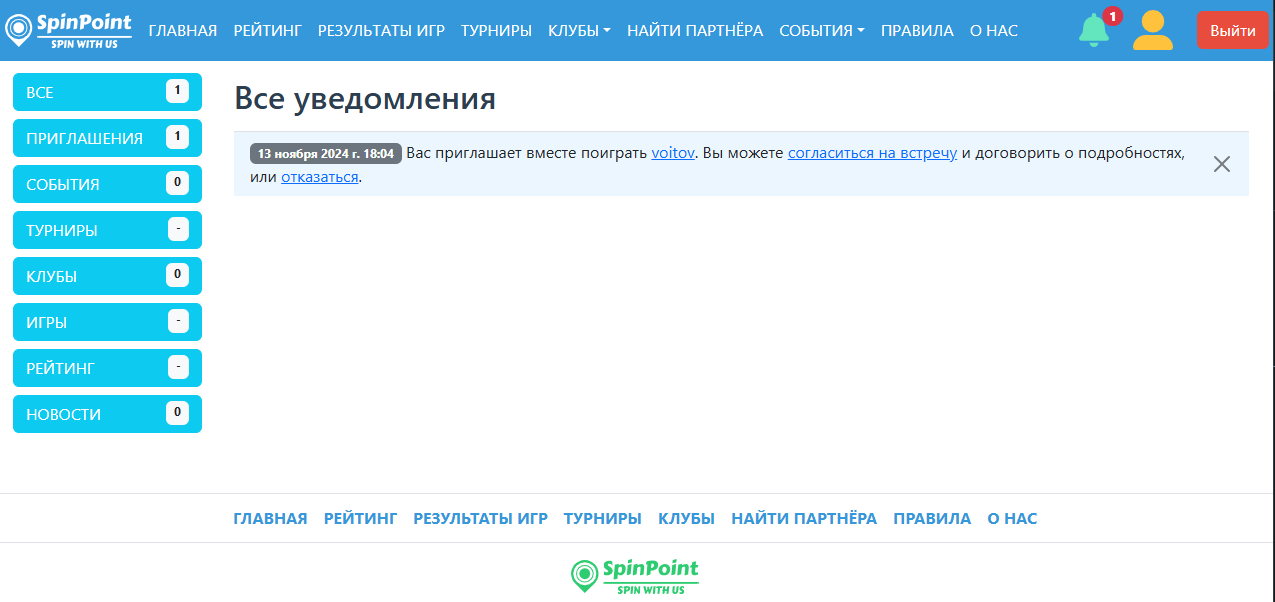 SpinPoint
SPIN WITH US
ГЛАВНАЯ РЕЙТИНГ РЕЗУЛЬТАТЫ ИГР ТУРНИРЫ КЛУБЫ НАЙТИ ПАРТНЁРА СОБЫТИЯ ПРАВИЛА О НАС 1 Выйти
ВСЕ 1
ПРИГЛАШЕНИЯ 1
СОБЫТИЯ 0
ТУРНИРЫ -
КЛУБЫ 0
ИГРЫ -
РЕЙТИНГ -
НОВОСТИ 0
Все уведомления
13 ноября 2024 г. 18:04 Вас приглашает вместе поиграть voitov. Вы можете согласиться на встречу и договорить о подробностях,
или отказаться.
ГЛАВНАЯ РЕЙТИНГ РЕЗУЛЬТАТЫ ИГР ТУРНИРЫ КЛУБЫ НАЙТИ ПАРТНЁРА ПРАВИЛА О НАС
SpinPoint
SPIN WITH US